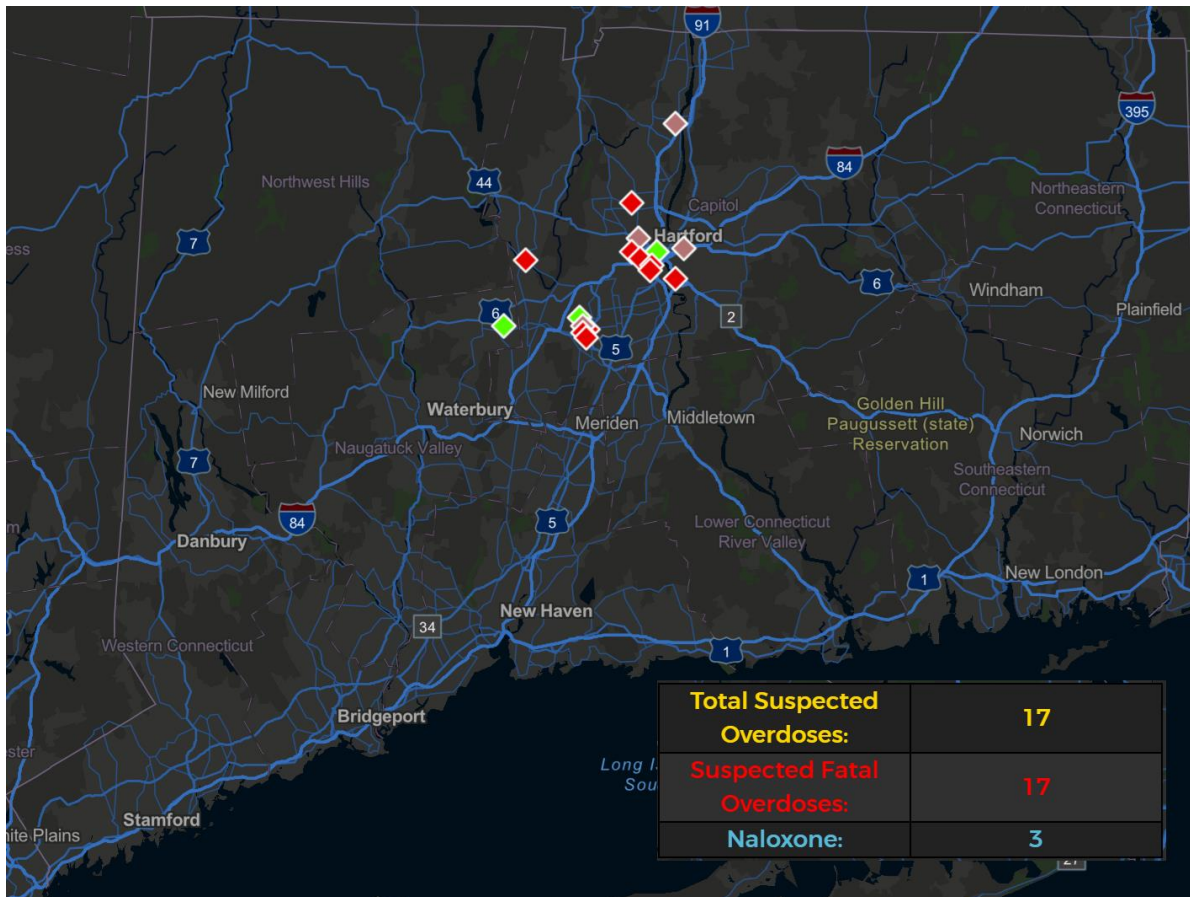 91
395
84
Northwest Hills
44
Northeastern
Connecticut
Capitol
Hartford
7
6
Windham
Plainfield
6
2
5
New Milford
Waterbury
Meriden
Middletown
Golden Hill
Paugussett (state)
Reservation
Norwich
Naugatuck Valley
7
Southeastern
Connecticut
84
5
Lower Connecticut
River Valley
Danbury
1
New London
New Haven
34
Western Connecticut
1
Bridgeport
Long
Stamford
Plains
27
Total Suspected
Overdoses:
17
Suspected Fatal
Overdoses:
17
Naloxone:
3